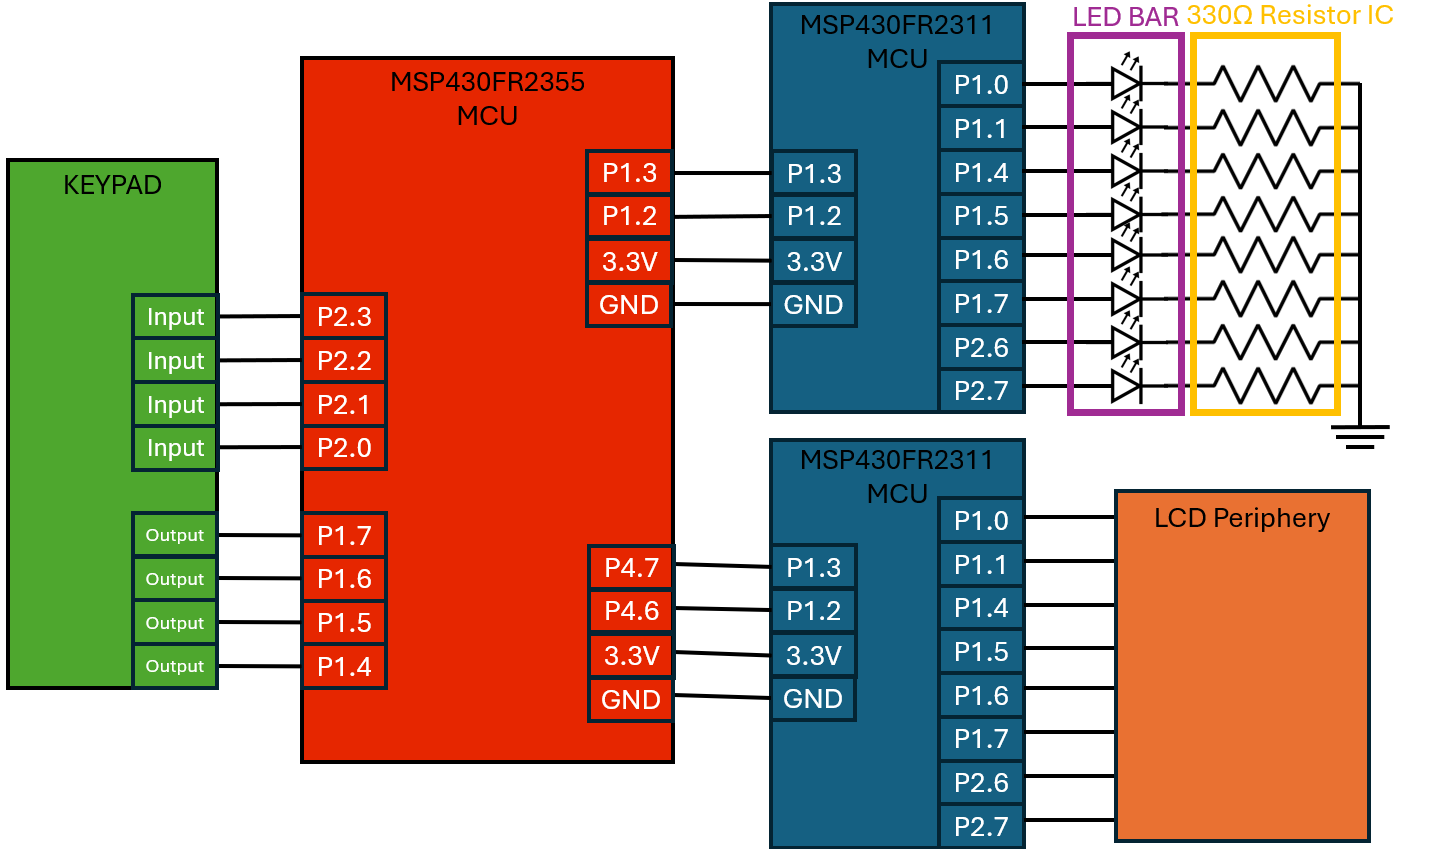 KEYPAD
Input
Input
Input
Input
Output
Output
Output
Output
MSP430FR2355
MCU
P2.3
P2.2
P2.1
P2.0
P1.7
P1.6
P1.5
P1.4
P1.3
P1.2
3.3V
GND
P4.7
P4.6
3.3V
GND
MSP430FR2311
MCU
P1.3
P1.2
3.3V
GND
P1.0
P1.1
P1.4
P1.5
P1.6
P1.7
P2.6
P2.7
LED BAR
330Ω Resistor IC
MSP430FR2311
MCU
P1.3
P1.2
3.3V
GND
P1.0
P1.1
P1.4
P1.5
P1.6
P1.7
P2.6
P2.7
LCD Periphery